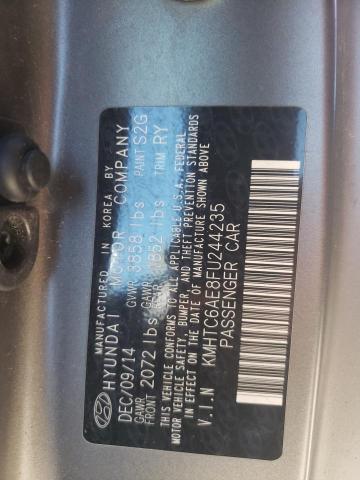 MANUFACTURED IN KOREA BY
HYUNDAI MOTOR COMPANY
DEC/09/14 GVWR 3858 lbs PAINT S2G
GAWR FRONT 2072 lbs GAWR 1852 lbs TRIM RY
THIS VEHICLE CONFORMS TO ALL APPLICABLE U.S.A. FEDERAL
MOTOR VEHICLE SAFETY, BUMPER, AND THEFT PREVENTION STANDARDS
IN EFFECT ON THE DATE OF MANUFACTURE SHOWN ABOVE
V.I.N KMHTC6AE8FU244235
PASSENGER CAR